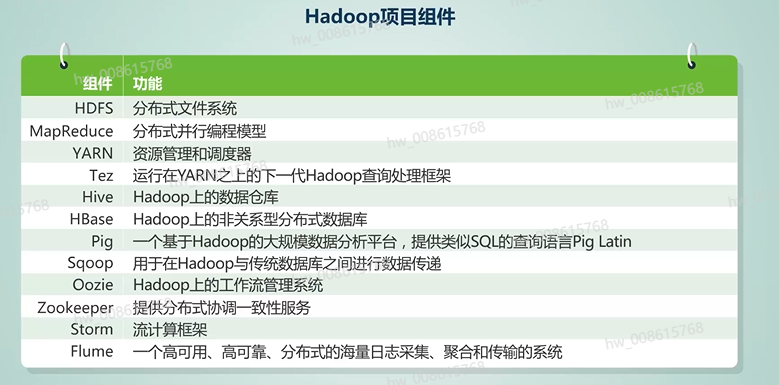 Hadoop项目组件
组件 功能
HDFS 分布式文件系统
MapReduce 分布式并行编程模型
YARN 资源管理和调度器
Tez 运行在YARN之上的下一代Hadoop查询处理框架
Hive Hadoop上的数据仓库
HBase Hadoop上的非关系型分布式数据库
Pig 一个基于Hadoop的大规模数据分析平台，提供类似SQL的查询语言Pig Latin
Sqoop 用于在Hadoop与传统数据库之间进行数据传递
Oozie Hadoop上的工作流管理系统
Zookeeper 提供分布式协调一致性服务
Storm 流计算框架
Flume 一个高可用、高可靠、分布式的海量日志采集、聚合和传输的系统
hw_008615768